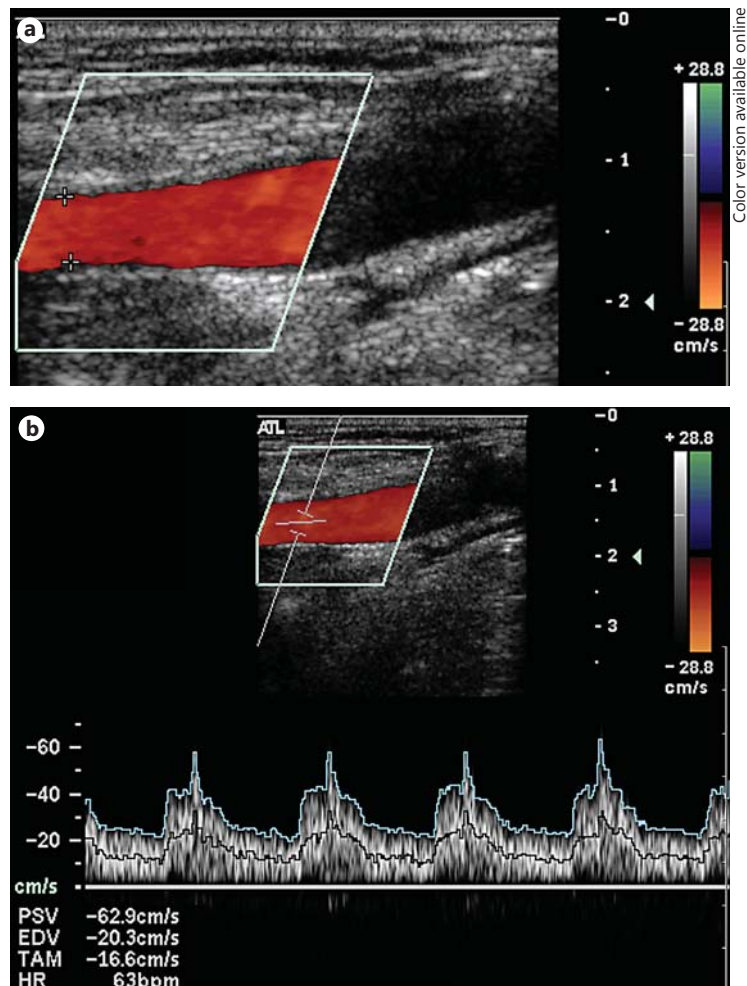 a
Color version available online
-0
- 1
- 2
+ 28.8
- 28.8
cm/s
b
ATL
-0
- 1
- 2
- 3
+ 28.8
- 28.8
cm/s
-60
-40
-20
cm/s
PSV -62.9cm/s
EDV -20.3cm/s
TAM -16.6cm/s
HR 63bpm